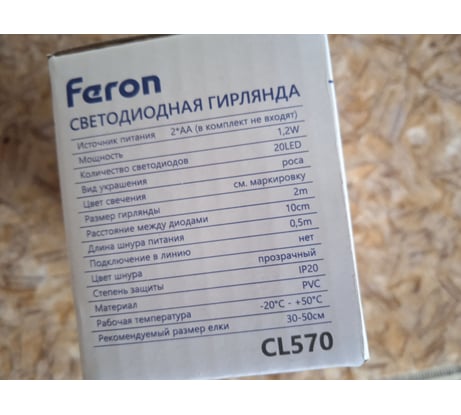 Feron
СВЕТОДИОДНАЯ ГИРЛЯНДА
Источник питания 2*АА (в комплект не входят)
Мощность 1,2W
Количество светодиодов 20LED
Вид украшения роса
Цвет свечения см. маркировку
Размер гирлянды 2m
Расстояние между диодами 10cm
Длина шнура питания 0,5m
Подключение в линию нет
Цвет шнура прозрачный
Степень защиты IP20
Материал PVC
Рабочая температура -20°С - +50°С
Рекомендуемый размер елки 30-50см
CL570